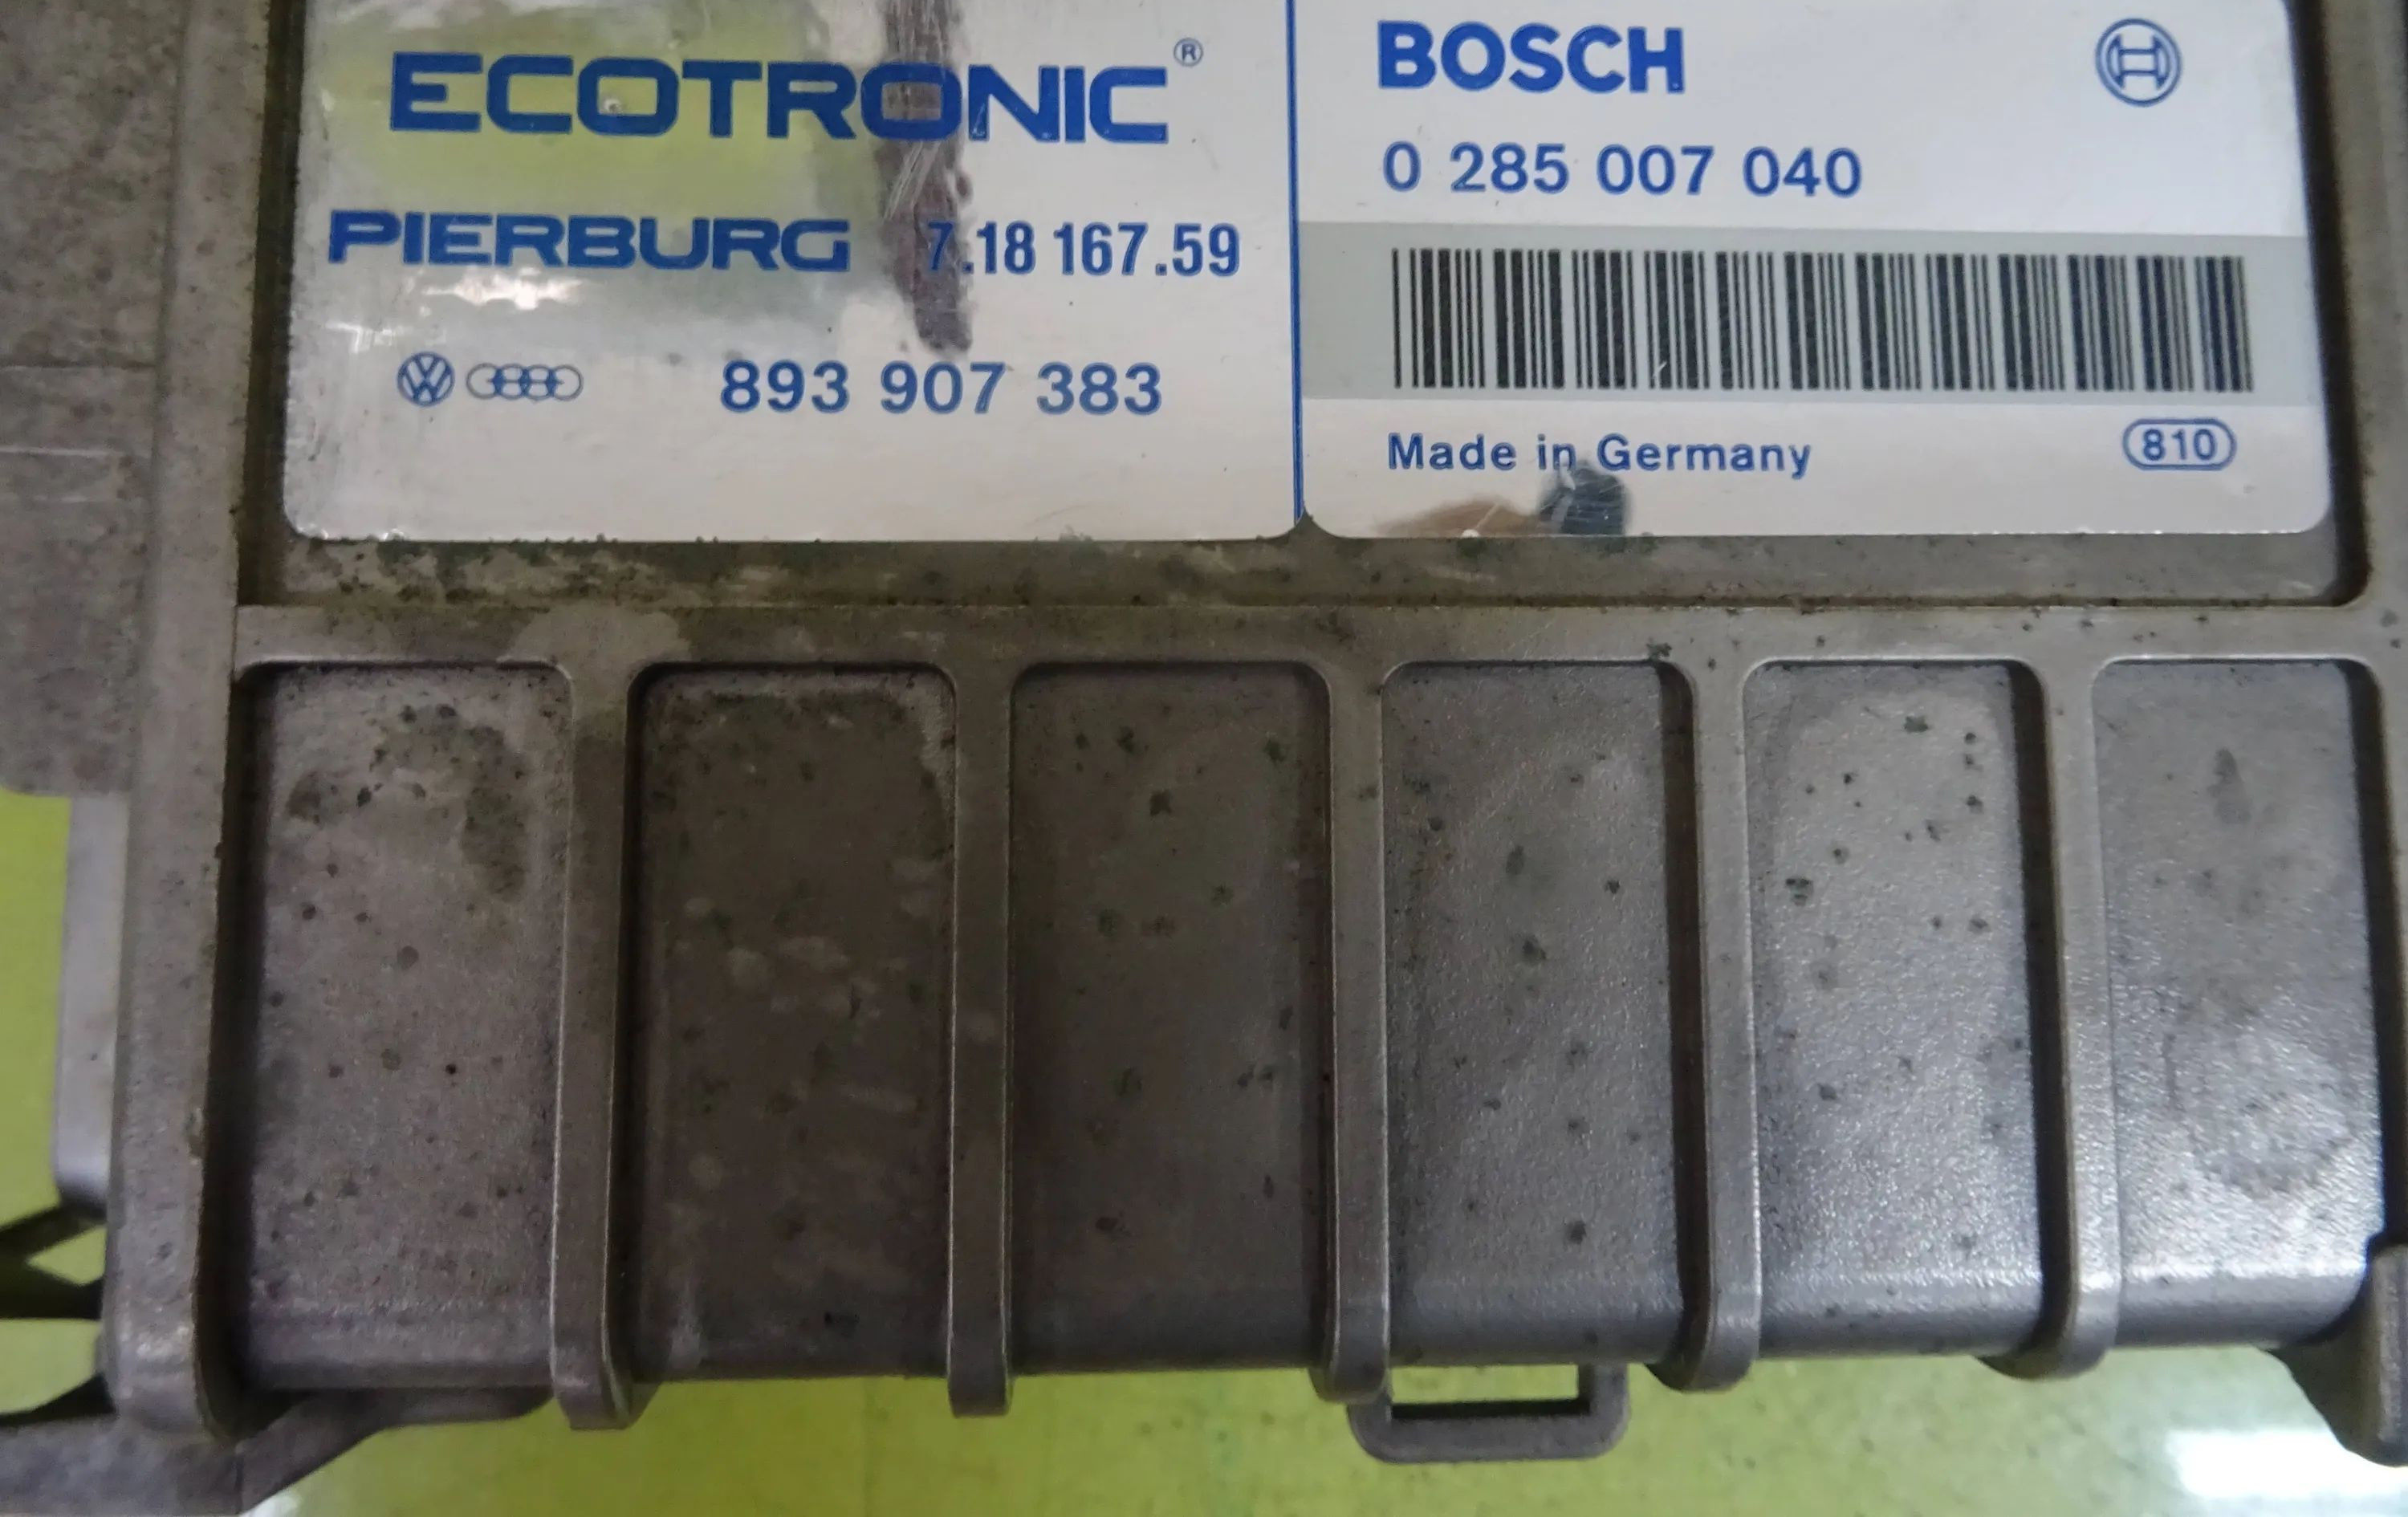 ECOTRONIC®
PIERBURG 7.18 167.59
893 907 383
BOSCH
0 285 007 040
Made in Germany 810